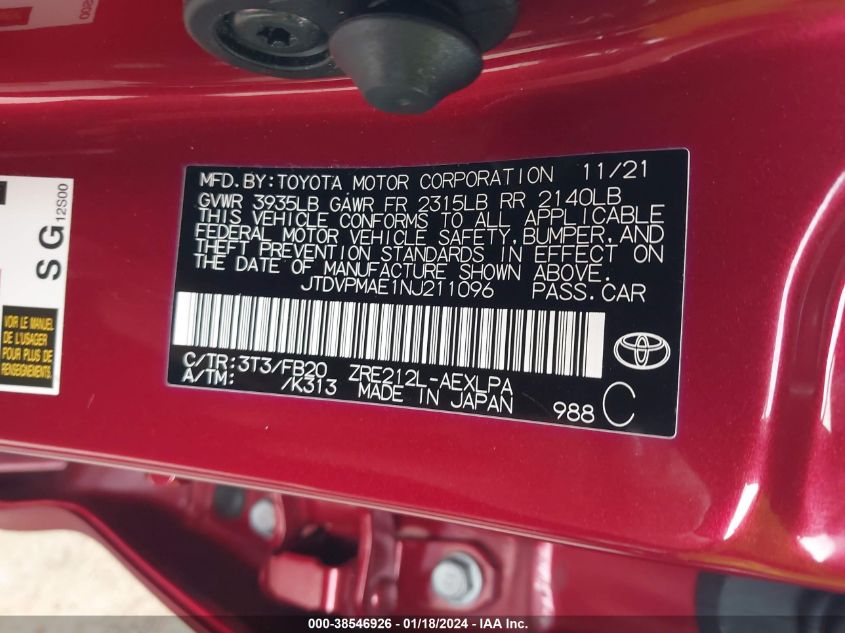 00S20
SG 12S00
VOIR LE MANUEL
DE L'USAGER
POUR PLUS DE
RENSEIGNEMENTS.
MFD.BY:TOYOTA MOTOR CORPORATION 11/21
GVWR 3935LB GAWR FR 2315LB RR 2140LB
THIS VEHICLE CONFORMS TO ALL APPLICABLE
FEDERAL MOTOR VEHICLE SAFETY,BUMPER,AND
THEFT PREVENTION STANDARDS IN EFFECT ON
THE DATE OF MANUFACTURE SHOWN ABOVE.
JTDVPMAE1NJ211096 PASS.CAR
C/TR:3T3/FB20 ZRE212L-AEXLPA
A/TM: /K313 MADE IN JAPAN 988 C
000-38546926 - 01/18/2024 - IAA Inc.